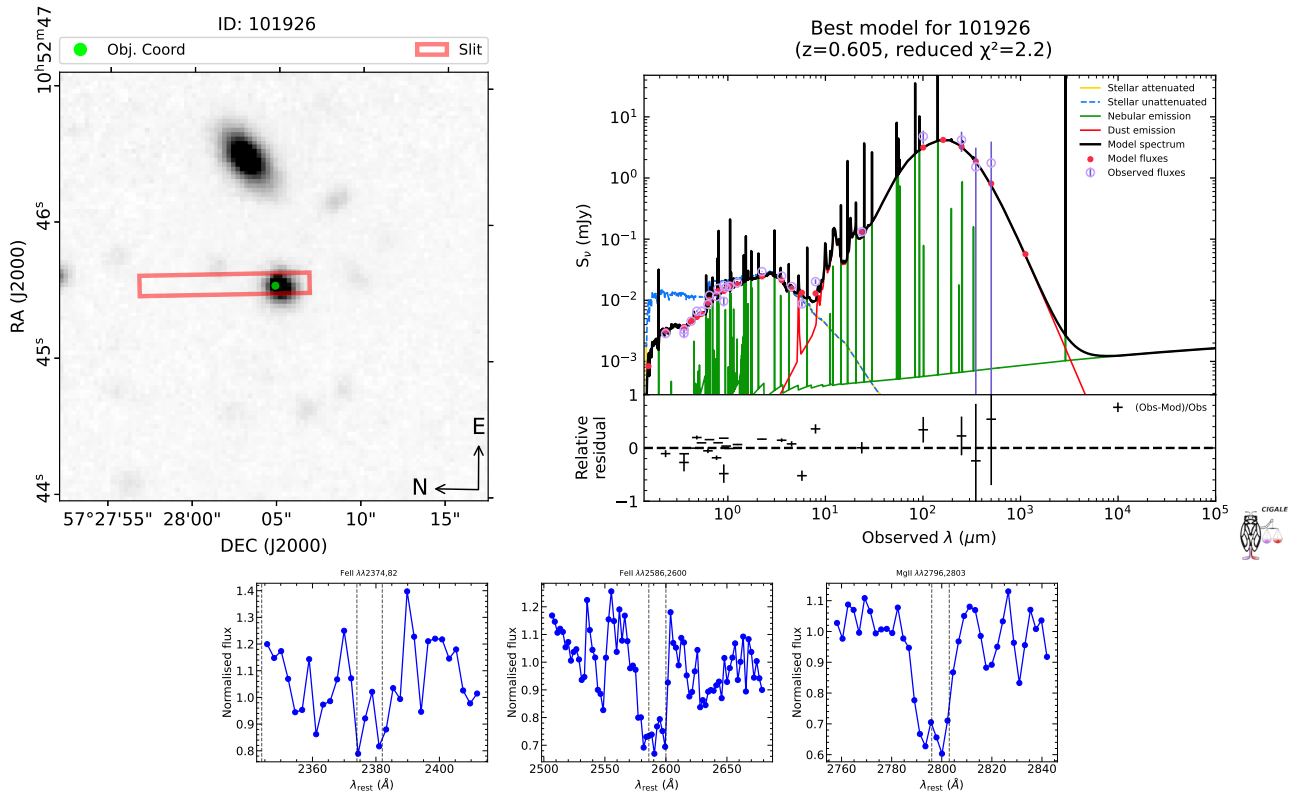 ID: 101926
Obj. Coord
Slit
10ʰ52ᵐ47
46ˢ
45ˢ
44ˢ
RA (J2000)
E
N
57°27'55"
28'00"
05"
10"
15"
DEC (J2000)
Best model for 101926
(z=0.605, reduced χ²=2.2)
Stellar attenuated
Stellar unattenuated
Nebular emission
Dust emission
Model spectrum
Model fluxes
Observed fluxes
10¹
10⁰
10⁻¹
10⁻²
10⁻³
S_ν (mJy)
1
0
−1
Relative
residual
(Obs-Mod)/Obs
10⁰
10¹
10²
10³
10⁴
10⁵
Observed λ (μm)
CIGALE
FeII λλ2374,82
1.4
1.3
1.2
1.1
1.0
0.9
0.8
Normalised flux
2360
2380
2400
λ_rest (Å)
FeII λλ2586,2600
1.2
1.1
1.0
0.9
0.8
0.7
Normalised flux
2500
2550
2600
2650
λ_rest (Å)
MgII λλ2796,2803
1.1
1.0
0.9
0.8
0.7
0.6
Normalised flux
2760
2780
2800
2820
2840
λ_rest (Å)